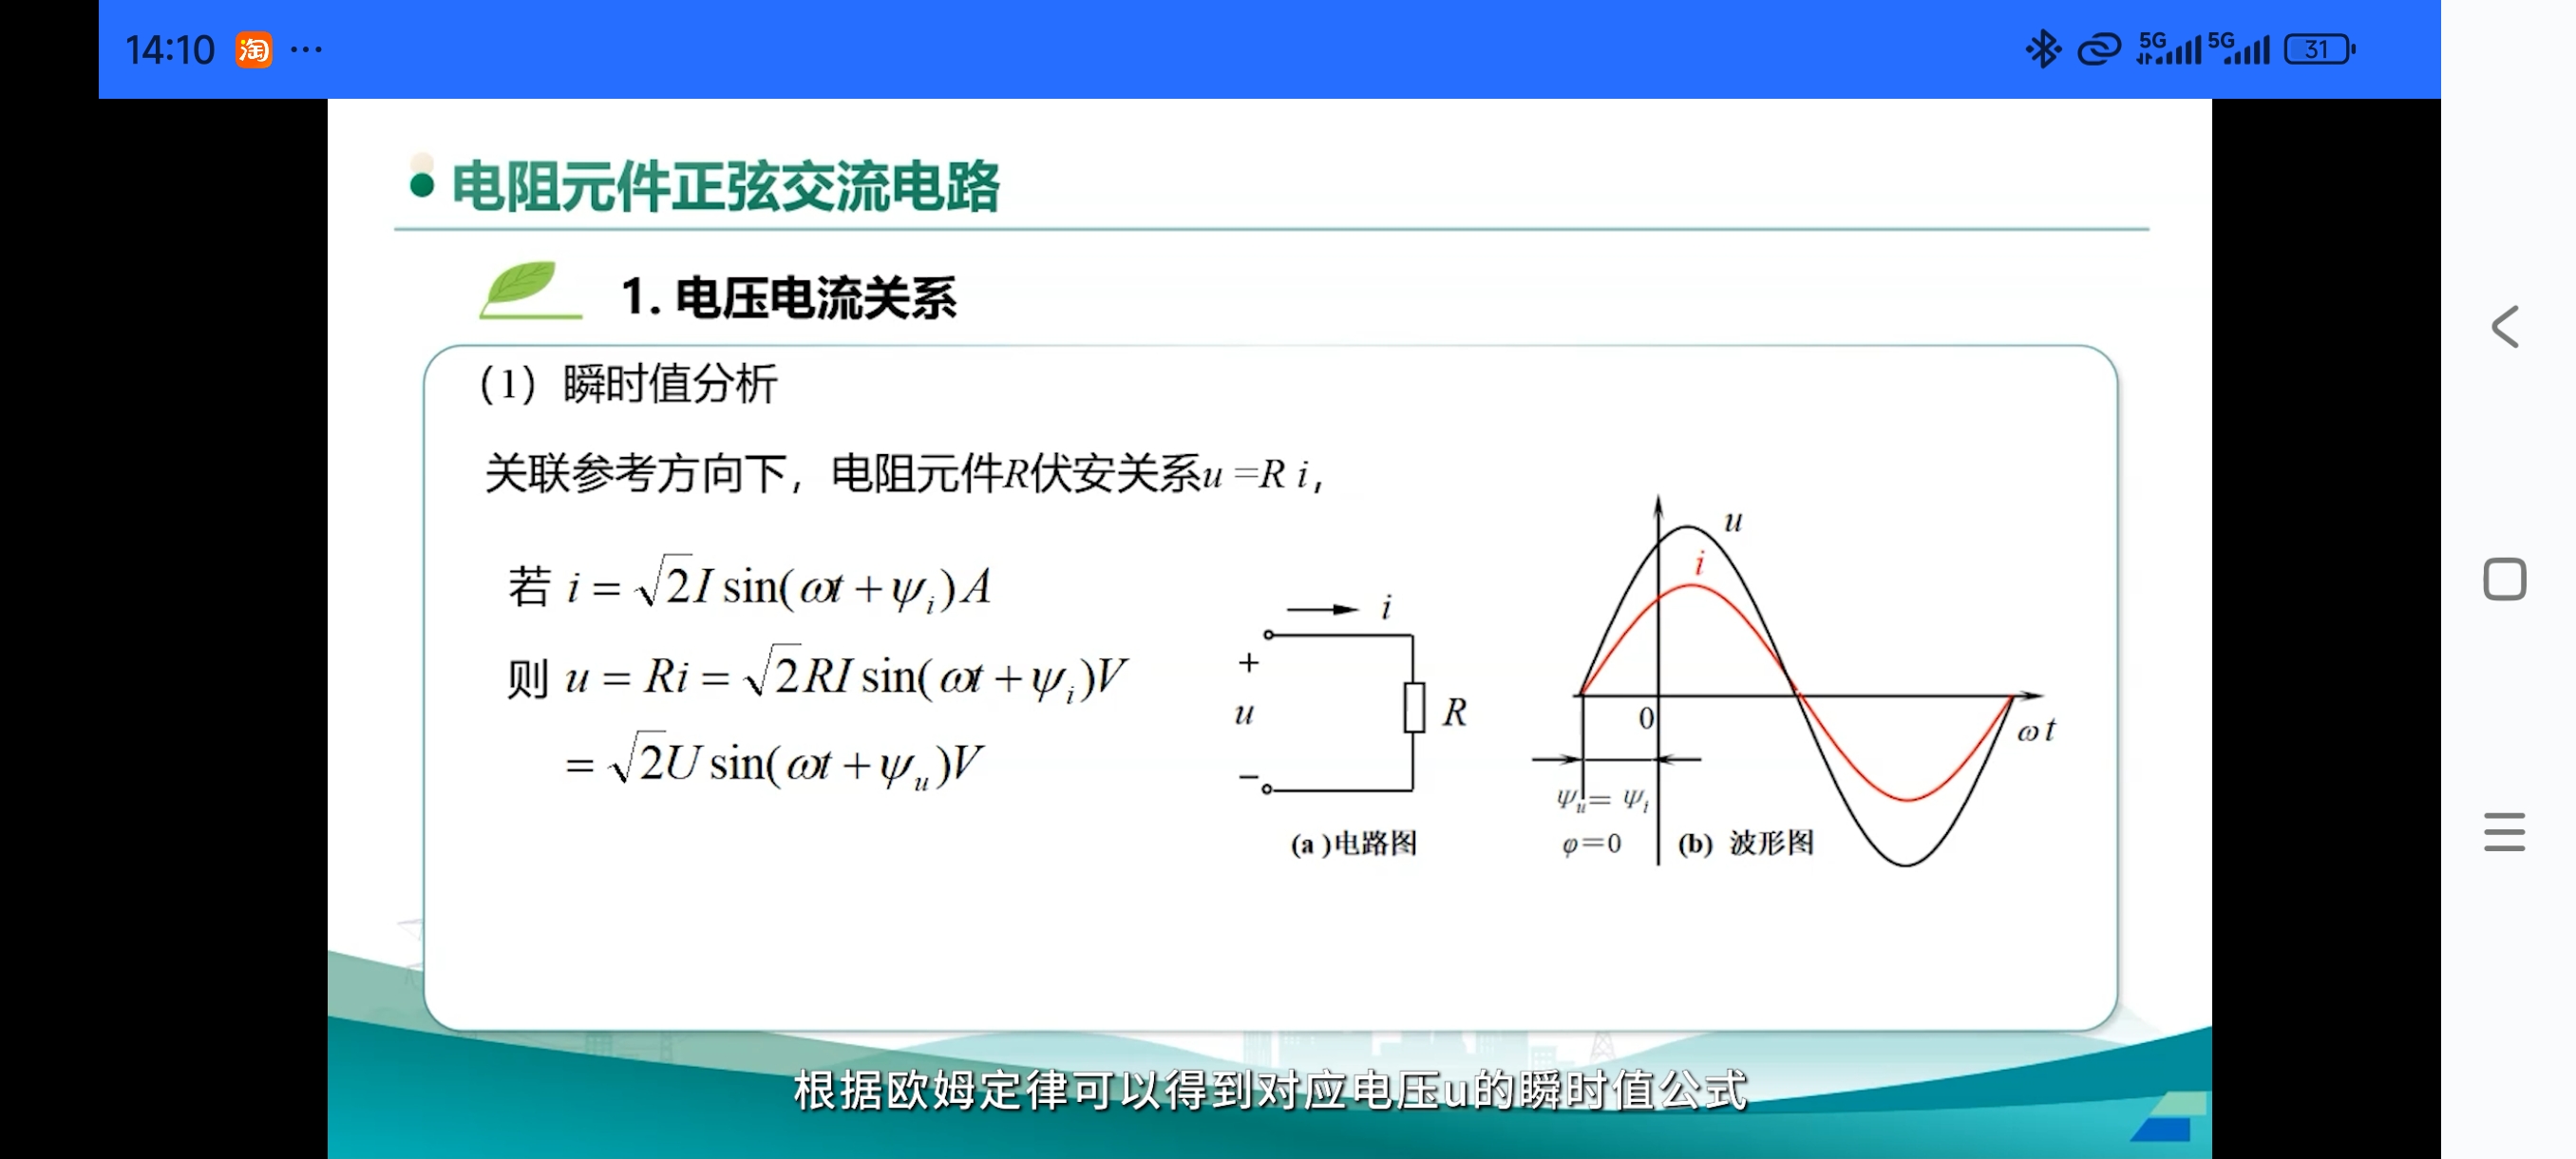 14:10 淘 ···
5G 5G 31
电阻元件正弦交流电路
1. 电压电流关系
（1）瞬时值分析
关联参考方向下，电阻元件R伏安关系u =R i，
若 i = √2I sin(ωt + ψᵢ)A
则 u = Ri = √2RI sin(ωt + ψᵢ)V
= √2U sin(ωt + ψᵤ)V
i
+
u
R
−
(a )电路图
u
i
0
ω t
ψᵤ= ψᵢ
φ=0
(b) 波形图
根据欧姆定律可以得到对应电压u的瞬时值公式